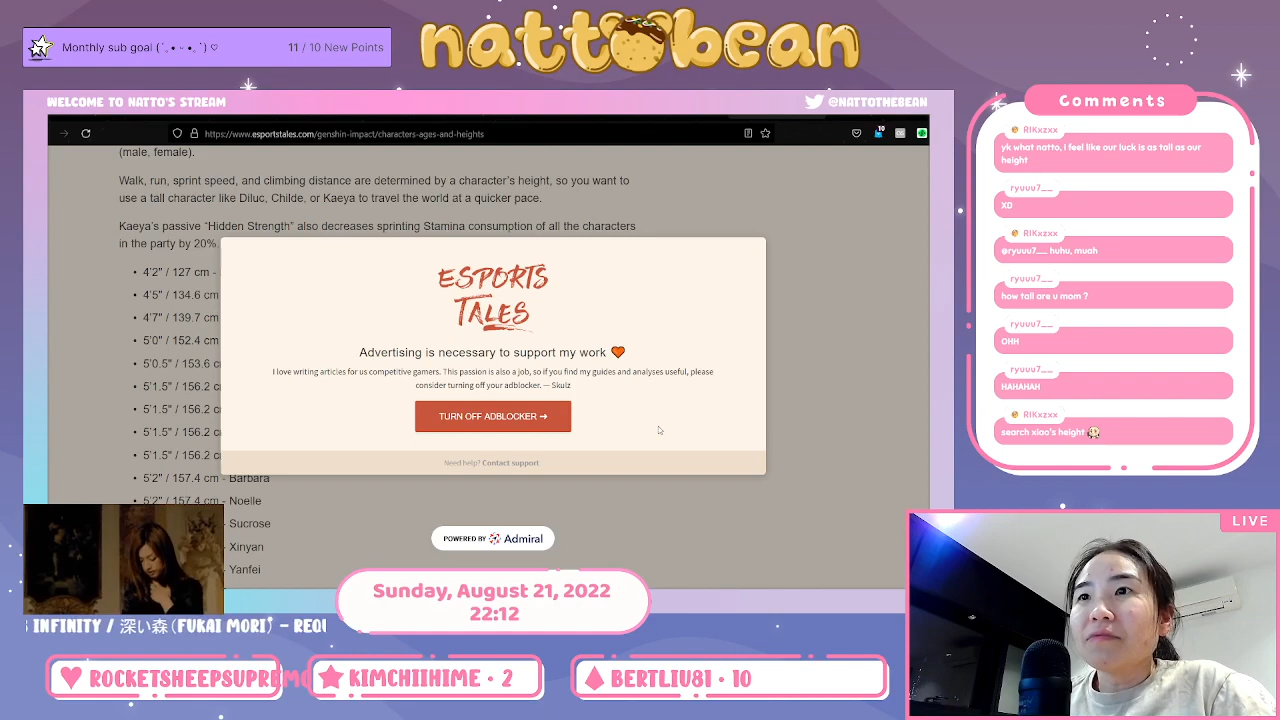 Monthly sub goal (´｡• ᵕ •｡`) ♡
11 / 10 New Points
nattobean
WELCOME TO NATTO'S STREAM
@NATTOTHEBEAN
https://www.esportstales.com/genshin-impact/characters-ages-and-heights
10
(male, female).
Walk, run, sprint speed, and climbing distance are determined by a character's height, so you want to
use a tall character like Diluc, Childe, or Kaeya to travel the world at a quicker pace.
Kaeya's passive “Hidden Strength” also decreases sprinting Stamina consumption of all the characters
in the party by 20%
• 4'2" / 127 cm -
• 4'5" / 134.6 cm
• 4'7" / 139.7 cm
• 5'0" / 152.4 cm
• 5'0.5" / 153.6 c
• 5'1.5" / 156.2 c
• 5'1.5" / 156.2 c
• 5'1.5" / 156.2 c
• 5'1.5" / 156.2 c
• 5'2" / 157.4 cm - Barbara
• 5'2" / 157.4 cm - Noelle
- Sucrose
Xinyan
- Yanfei
ESPORTS
TALES
Advertising is necessary to support my work 🧡
I love writing articles for us competitive gamers. This passion is also a job, so if you find my guides and analyses useful, please
consider turning off your adblocker. — Skulz
TURN OFF ADBLOCKER ➜
Need help? Contact support
POWERED BY Admiral
INFINITY / 深い森(FUKAI MORI) - REQU
Sunday, August 21, 2022
22:12
ROCKETSHEEPSUPREMO
KIMCHIIHIME • 2
BERTLIU81 • 10
Comments
RIKxzxx
yk what natto, i feel like our luck is as tall as our
height
ryuuu7__
XD
RIKxzxx
@ryuuu7__ huhu, muah
ryuuu7__
how tall are u mom ?
ryuuu7__
OHH
ryuuu7__
HAHAHAH
RIKxzxx
search xiao's height
LIVE